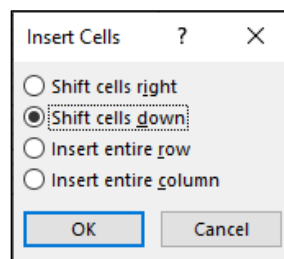 Insert Cells ?
Shift cells right
Shift cells down
Insert entire row
Insert entire column
OK Cancel